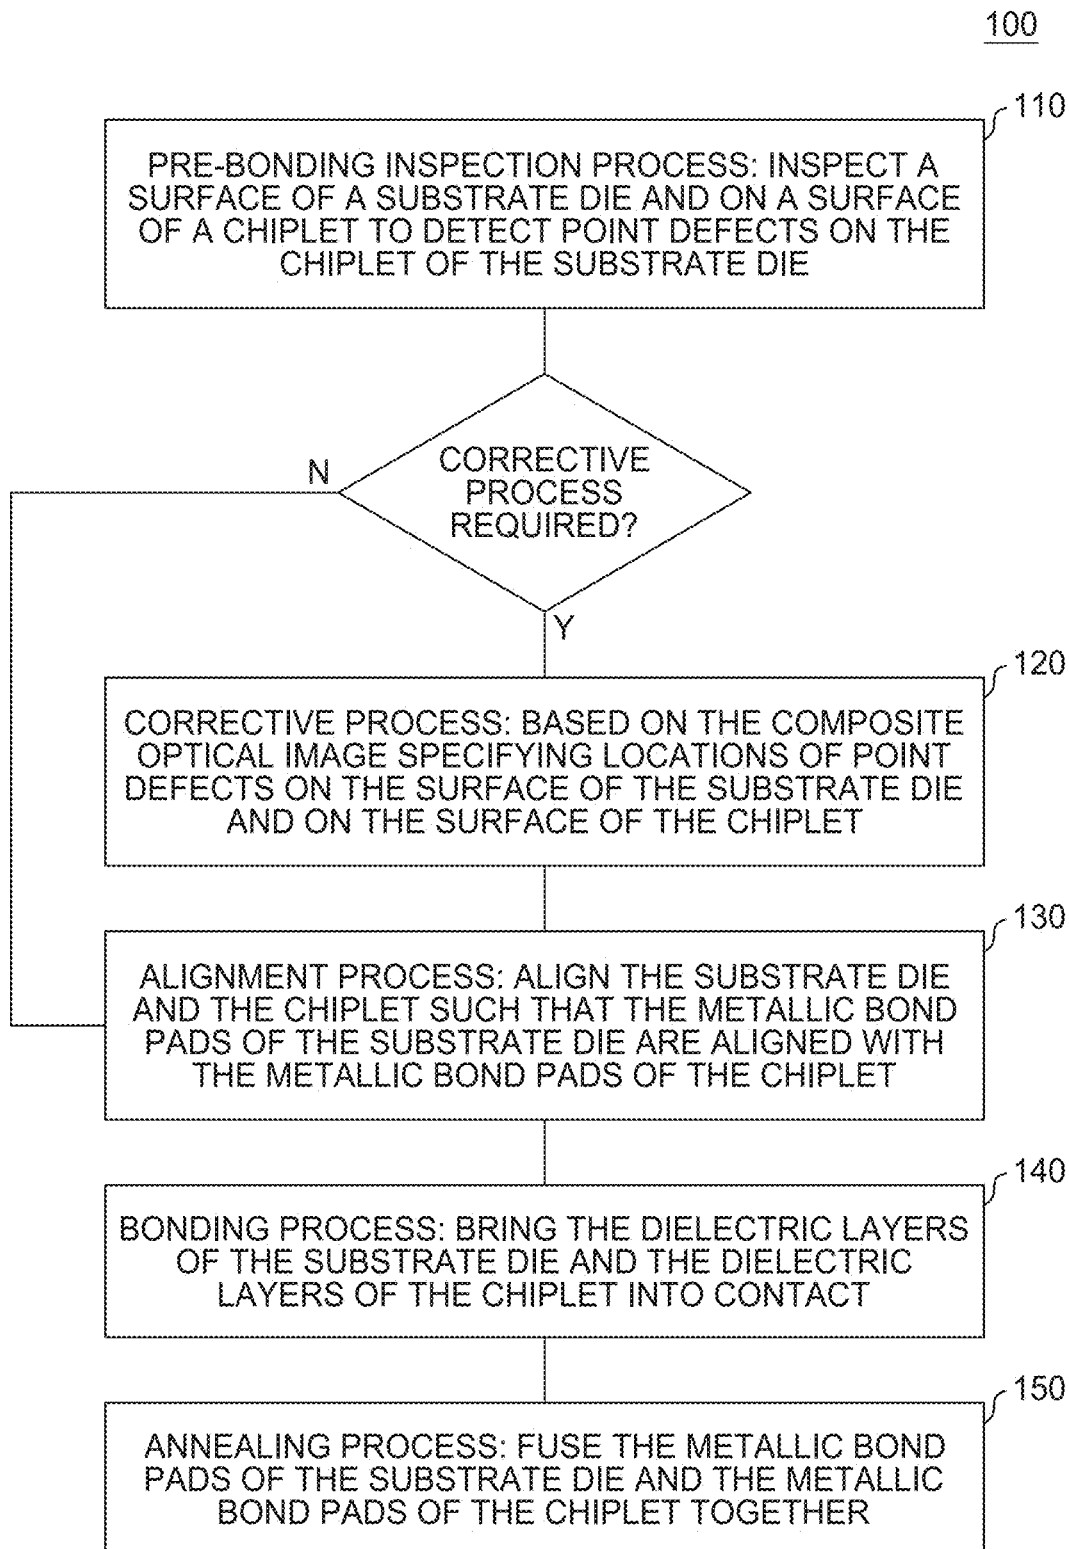 100
110
PRE-BONDING INSPECTION PROCESS: INSPECT A
SURFACE OF A SUBSTRATE DIE AND ON A SURFACE
OF A CHIPLET TO DETECT POINT DEFECTS ON THE
CHIPLET OF THE SUBSTRATE DIE
N
CORRECTIVE
PROCESS
REQUIRED?
Y
120
CORRECTIVE PROCESS: BASED ON THE COMPOSITE
OPTICAL IMAGE SPECIFYING LOCATIONS OF POINT
DEFECTS ON THE SURFACE OF THE SUBSTRATE DIE
AND ON THE SURFACE OF THE CHIPLET
130
ALIGNMENT PROCESS: ALIGN THE SUBSTRATE DIE
AND THE CHIPLET SUCH THAT THE METALLIC BOND
PADS OF THE SUBSTRATE DIE ARE ALIGNED WITH
THE METALLIC BOND PADS OF THE CHIPLET
140
BONDING PROCESS: BRING THE DIELECTRIC LAYERS
OF THE SUBSTRATE DIE AND THE DIELECTRIC
LAYERS OF THE CHIPLET INTO CONTACT
150
ANNEALING PROCESS: FUSE THE METALLIC BOND
PADS OF THE SUBSTRATE DIE AND THE METALLIC
BOND PADS OF THE CHIPLET TOGETHER